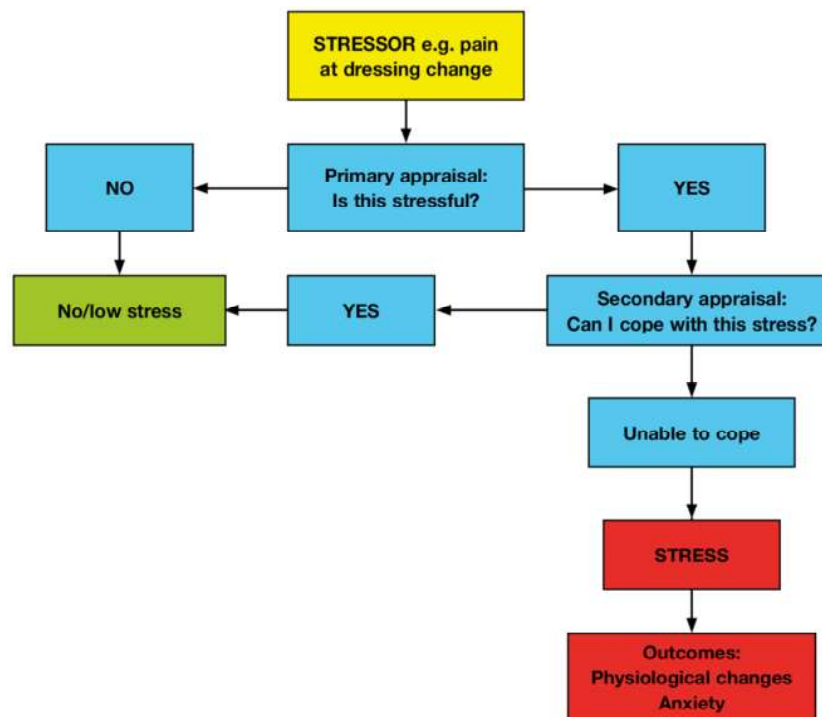 STRESSOR e.g. pain
at dressing change
NO
Primary appraisal:
Is this stressful?
YES
No/low stress
YES
Secondary appraisal:
Can I cope with this stress?
Unable to cope
STRESS
Outcomes:
Physiological changes
Anxiety